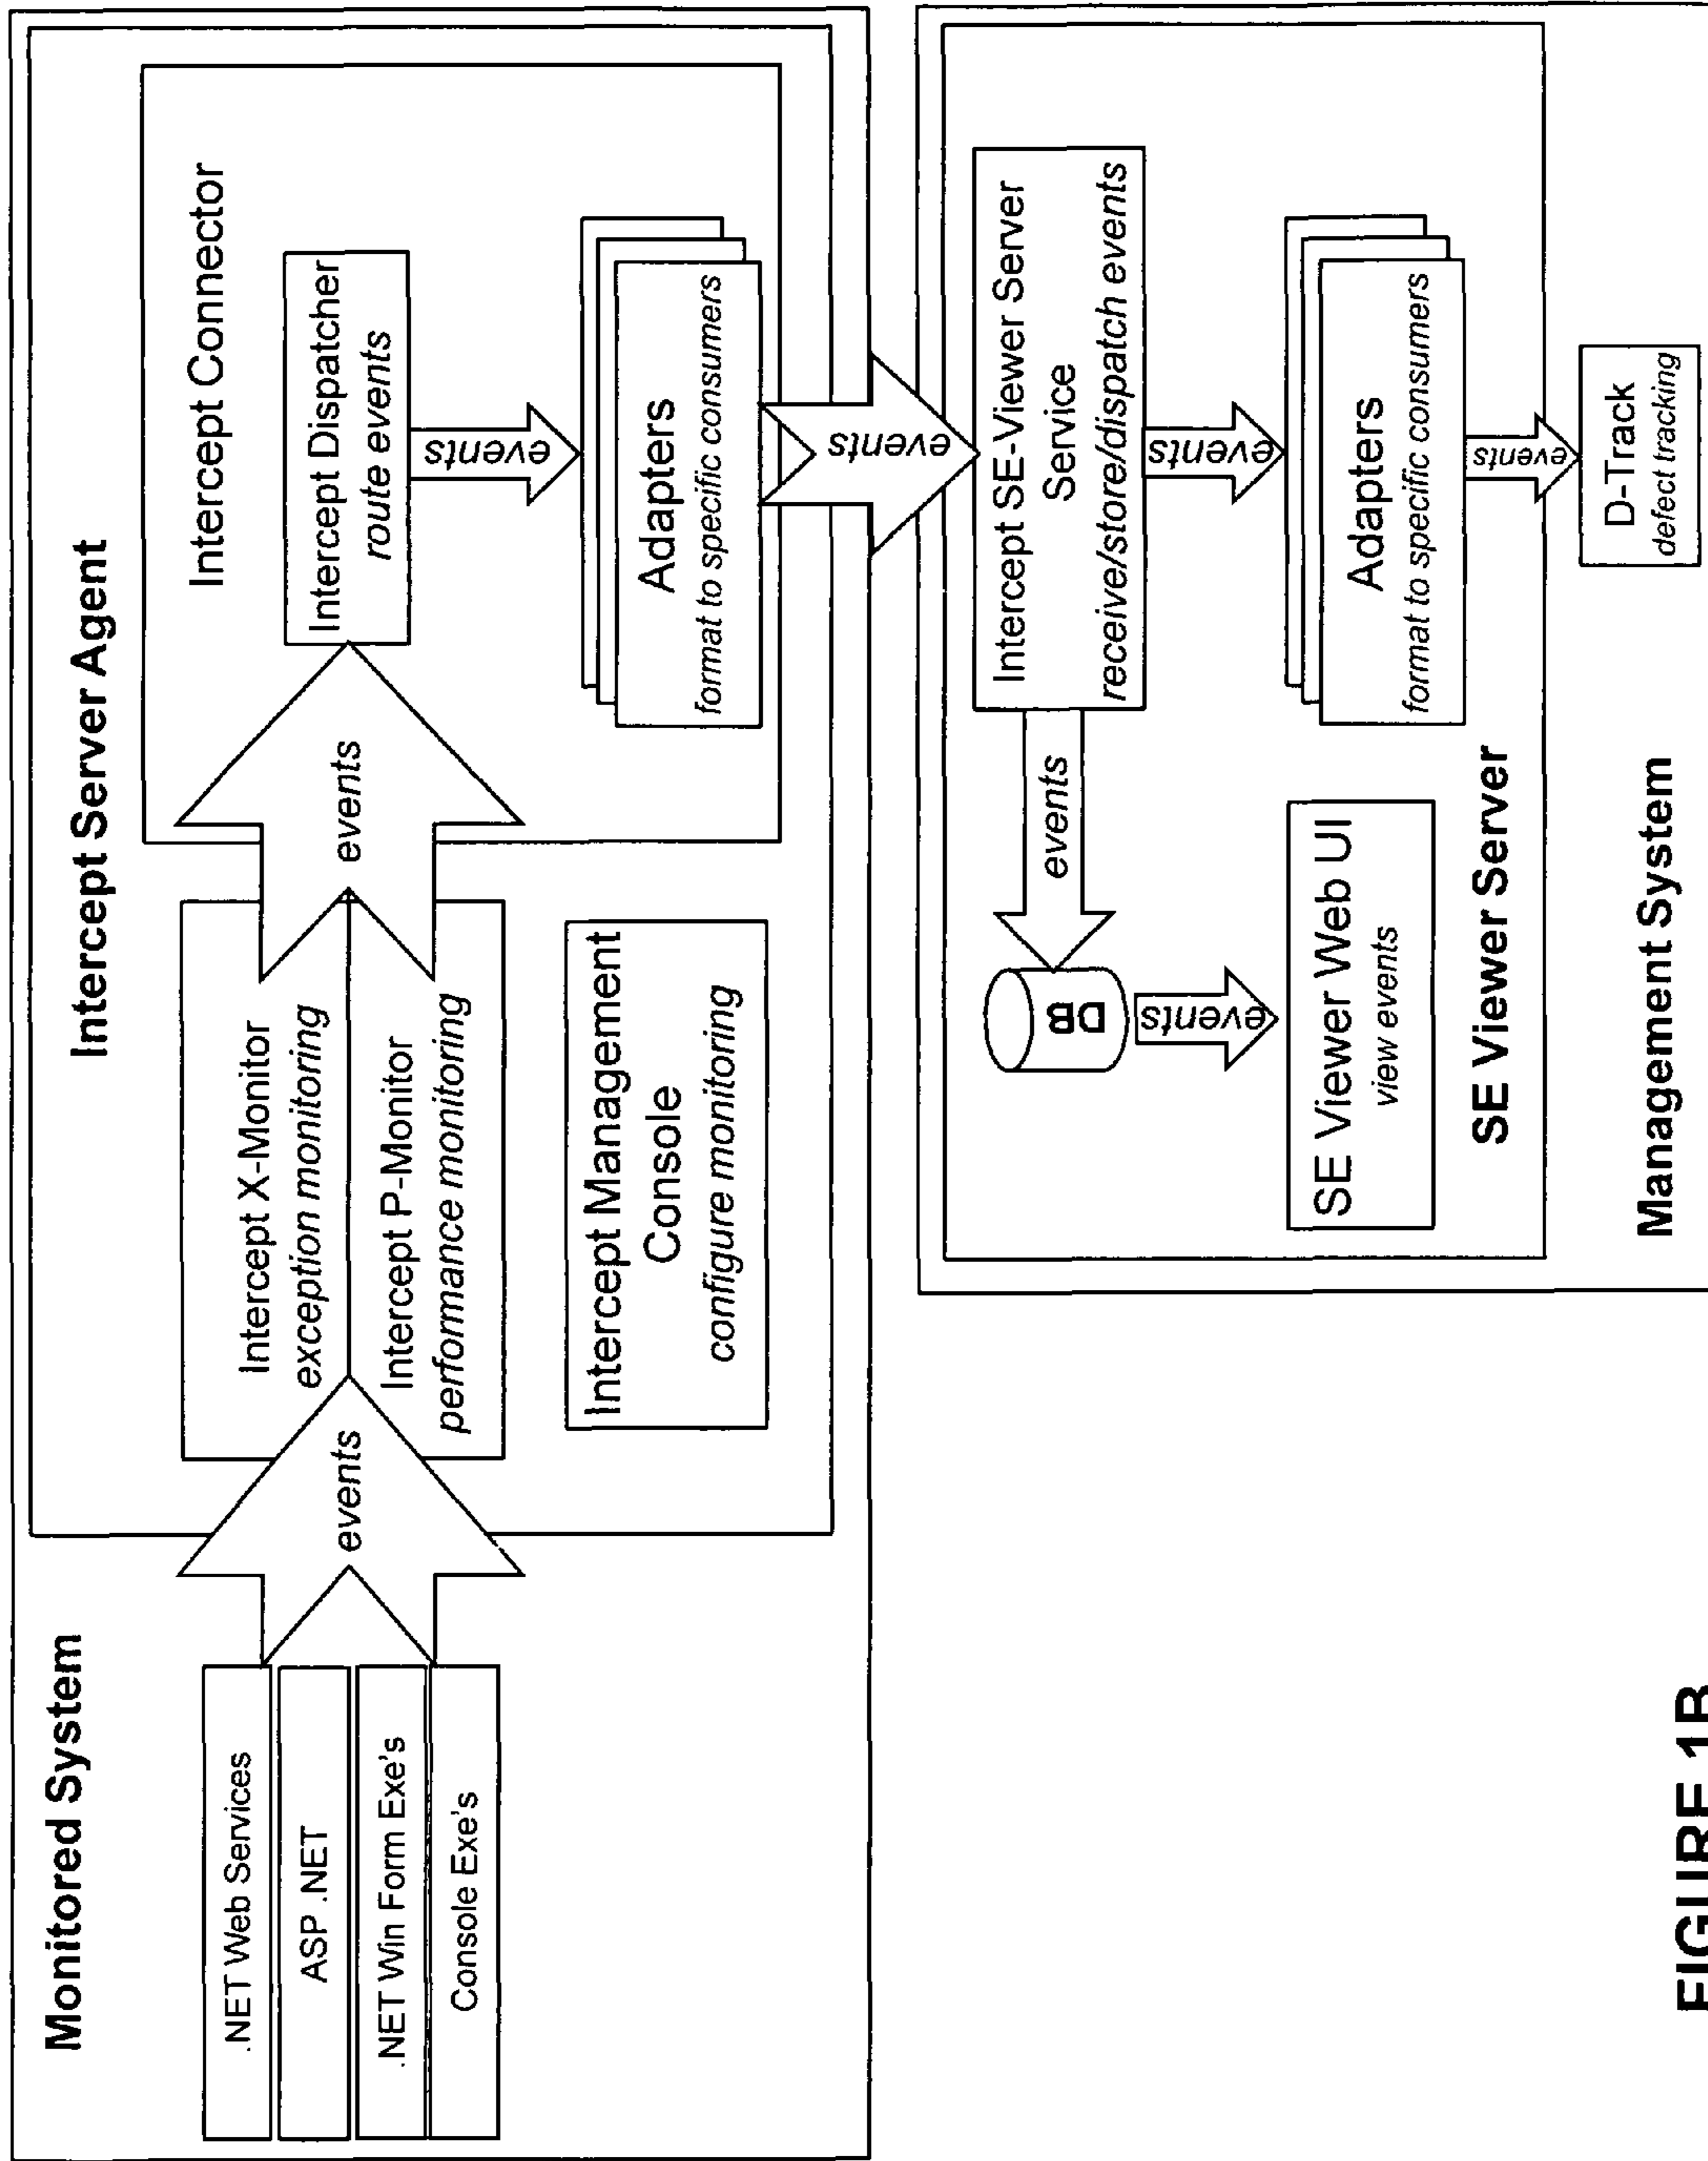 Monitored System
.NET Web Services
ASP .NET
.NET Win Form Exe's
Console Exe's
events
Intercept Server Agent
Intercept X-Monitor
exception monitoring
Intercept P-Monitor
performance monitoring
Intercept Management
Console
configure monitoring
events
Intercept Connector
Intercept Dispatcher
route events
events
Adapters
format to specific consumers
events
events
Intercept SE-Viewer Server
Service
receive/store/dispatch events
events
DB
events
SE Viewer Web UI
view events
events
Adapters
format to specific consumers
SE Viewer Server
events
D-Track
defect tracking
Management System
FIGURE 1B